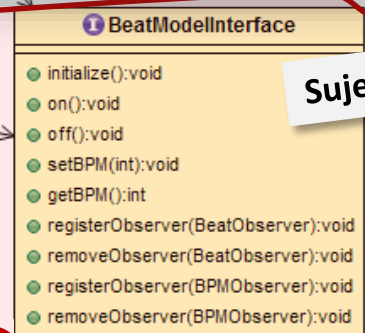 I BeatModelInterface
initialize():void
on():void
off():void
setBPM(int):void
getBPM():int
registerObserver(BeatObserver):void
removeObserver(BeatObserver):void
registerObserver(BPMObserver):void
removeObserver(BPMObserver):void